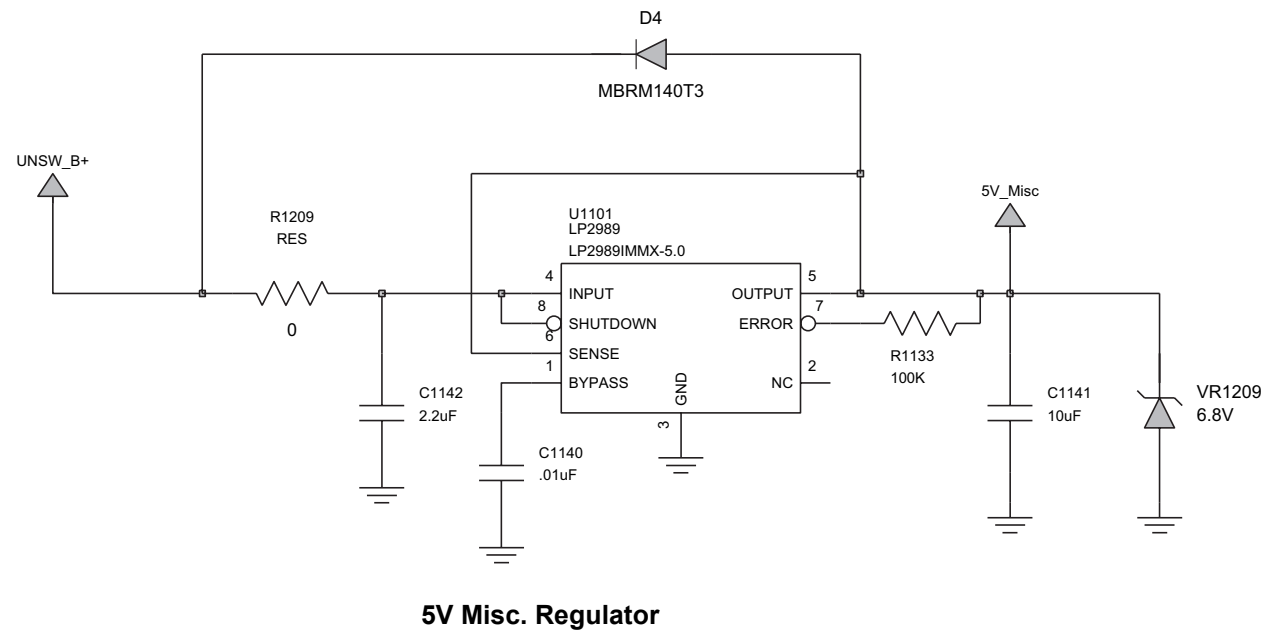 D4
MBRM140T3
UNSW_B+
5V_Misc
R1209
RES
0
U1101
LP2989
LP2989IMMX-5.0
4
INPUT
8
SHUTDOWN
6
SENSE
1
BYPASS
5
OUTPUT
7
ERROR
2
NC
GND
3
R1133
100K
C1142
2.2uF
C1140
.01uF
C1141
10uF
VR1209
6.8V
5V Misc. Regulator